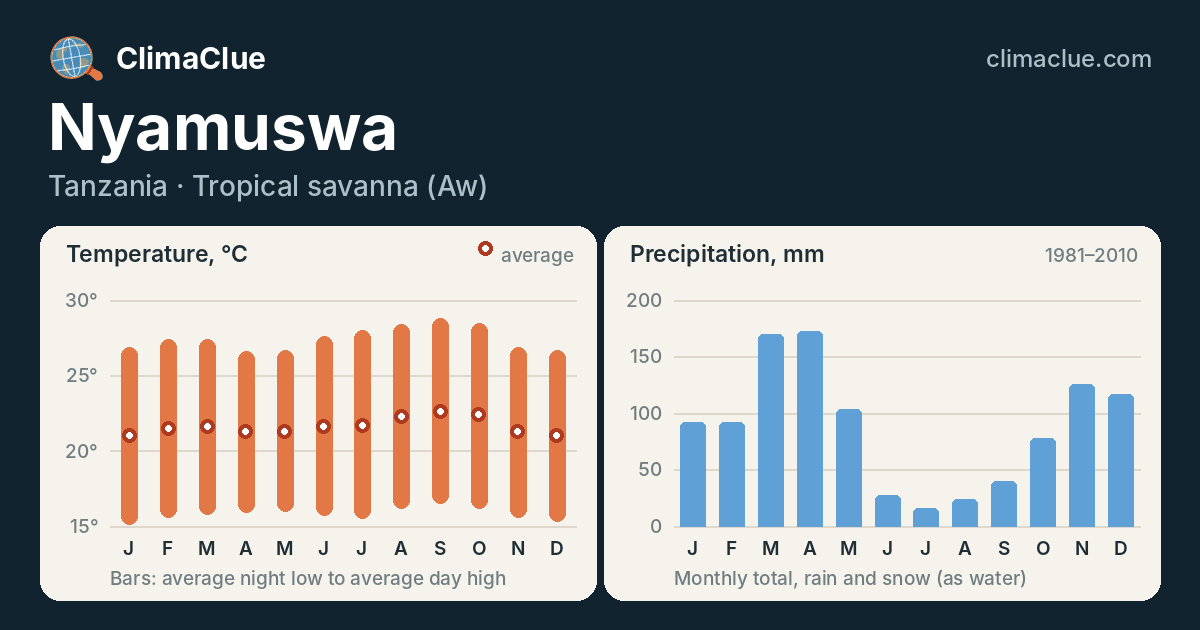 ClimaClue
climaclue.com
Nyamuswa
Tanzania · Tropical savanna (Aw)
Temperature, °C
average
30°
25°
20°
15°
J F M A M J J A S O N D
Bars: average night low to average day high
Precipitation, mm
1981–2010
200
150
100
50
0
J F M A M J J A S O N D
Monthly total, rain and snow (as water)